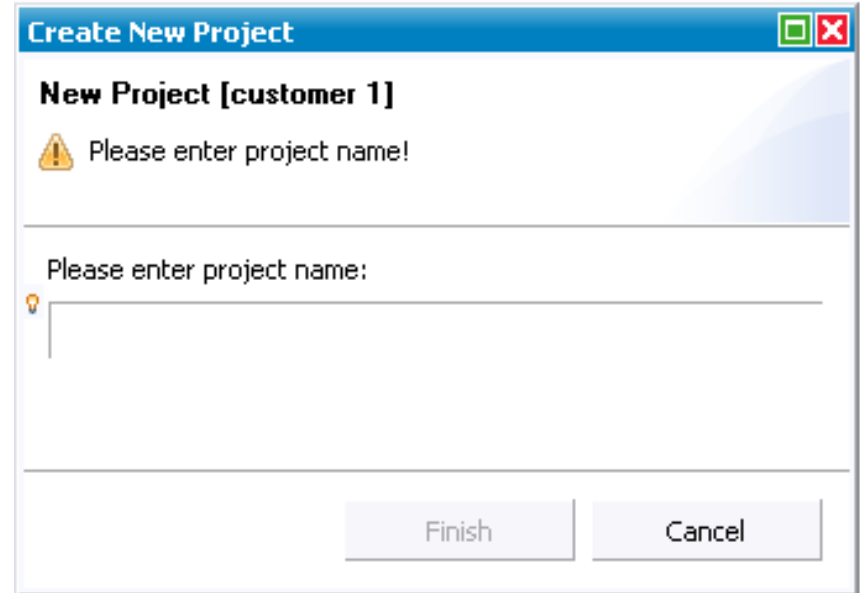 Create New Project
New Project [customer 1]
Please enter project name!
Please enter project name:
Finish
Cancel